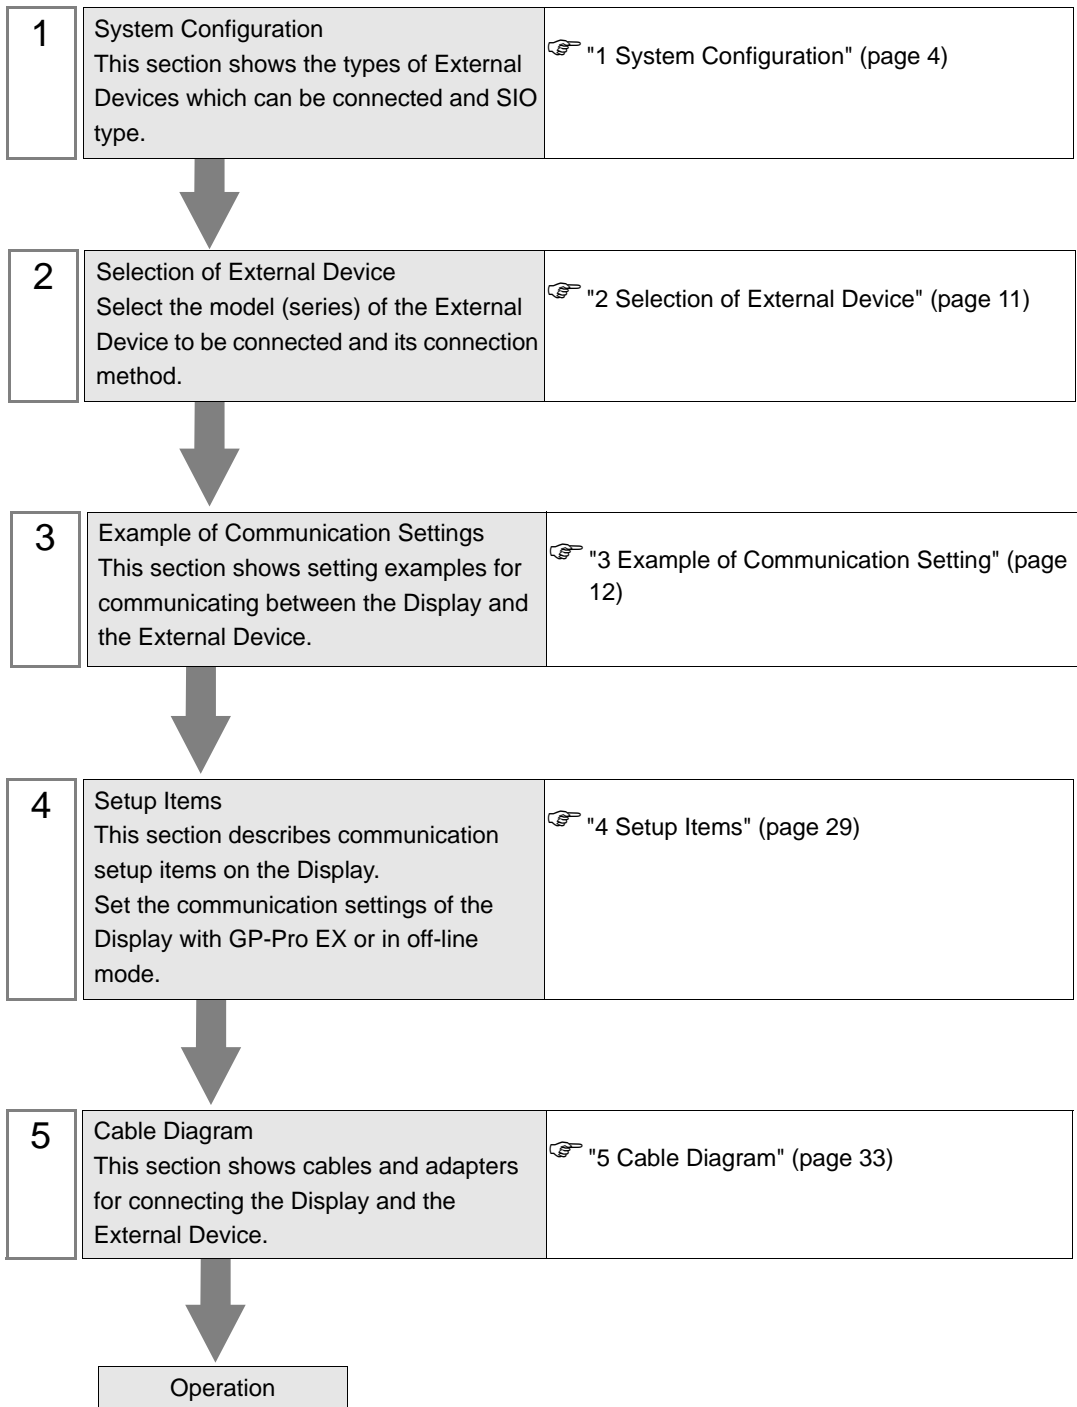 1
System Configuration
This section shows the types of External
Devices which can be connected and SIO
type.
"1 System Configuration" (page 4)
2
Selection of External Device
Select the model (series) of the External
Device to be connected and its connection
method.
"2 Selection of External Device" (page 11)
3
Example of Communication Settings
This section shows setting examples for
communicating between the Display and
the External Device.
"3 Example of Communication Setting" (page
12)
4
Setup Items
This section describes communication
setup items on the Display.
Set the communication settings of the
Display with GP-Pro EX or in off-line
mode.
"4 Setup Items" (page 29)
5
Cable Diagram
This section shows cables and adapters
for connecting the Display and the
External Device.
"5 Cable Diagram" (page 33)
Operation